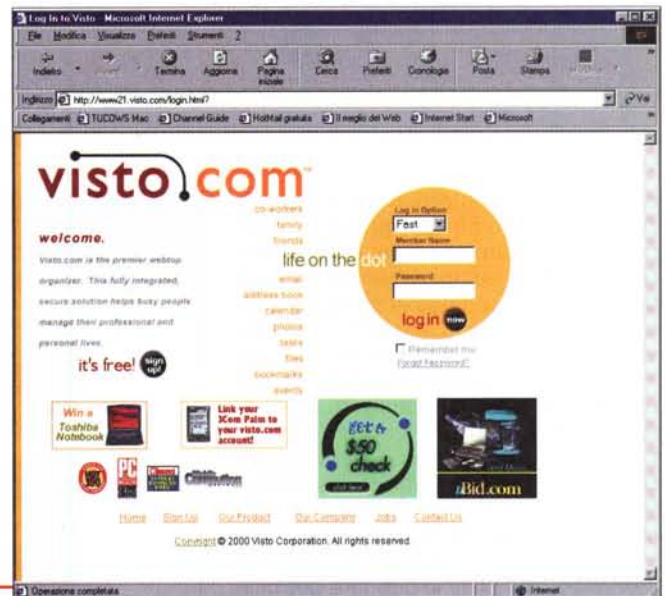 Log In to Visto - Microsoft Internet Explorer
File Modifica Visualizza Preferiti Strumenti ?
Indietro Avanti Termina Aggiorna Pagina iniziale Cerca Preferiti Cronologia Posta Stampa
Indirizzo http://www21.visto.com/login.html? Vai
Collegamenti TUCOWS Mac Channel Guide HotMail gratuita Il meglio del Web Internet Start Microsoft
visto.com™
co-workers
family
friends
life on the dot
email
address book
calendar
photos
tasks
files
bookmarks
events
welcome.
Visto.com is the premier webtop
organizer. This fully integrated,
secure solution helps busy people
manage their professional and
personal lives.
it's free! sign up!
Log in Option
Fast
Member Name
Password
log in now
Remember me
Forgot Password?
Win a
Toshiba
Notebook
Link your
3Com Palm to
your visto.com
account!
get a
$50
check
click here
uBid.com
PC
Home Sign Up Our Product Our Company Jobs Contact Us
Copyright © 2000 Visto Corporation. All rights reserved.
Operazione completata Internet